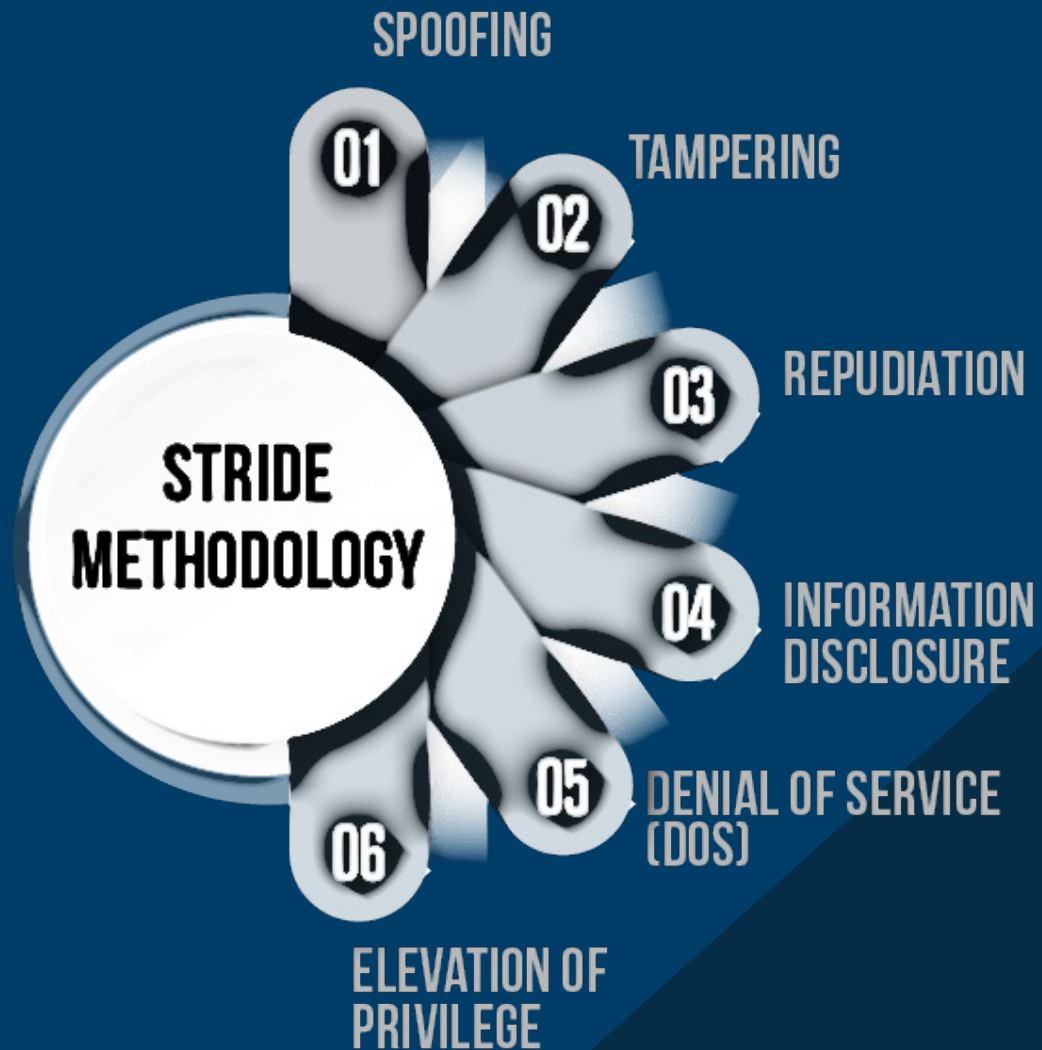 SPOOFING
01
TAMPERING
02
REPUDIATION
03
STRIDE
METHODOLOGY
04
INFORMATION
DISCLOSURE
05
DENIAL OF SERVICE
(DOS)
06
ELEVATION OF
PRIVILEGE